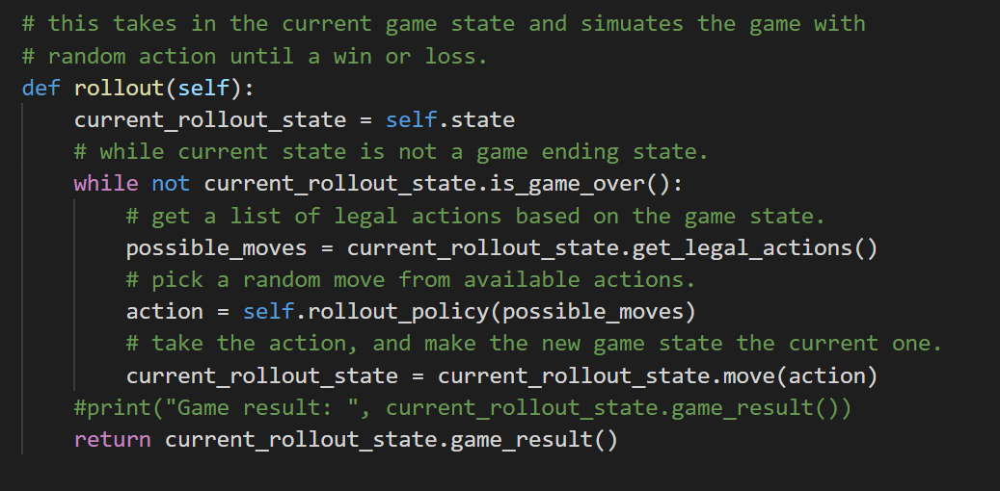 # this takes in the current game state and simuates the game with
# random action until a win or loss.
def rollout(self):
    current_rollout_state = self.state
    # while current state is not a game ending state.
    while not current_rollout_state.is_game_over():
        # get a list of legal actions based on the game state.
        possible_moves = current_rollout_state.get_legal_actions()
        # pick a random move from available actions.
        action = self.rollout_policy(possible_moves)
        # take the action, and make the new game state the current one.
        current_rollout_state = current_rollout_state.move(action)
    #print("Game result: ", current_rollout_state.game_result())
    return current_rollout_state.game_result()